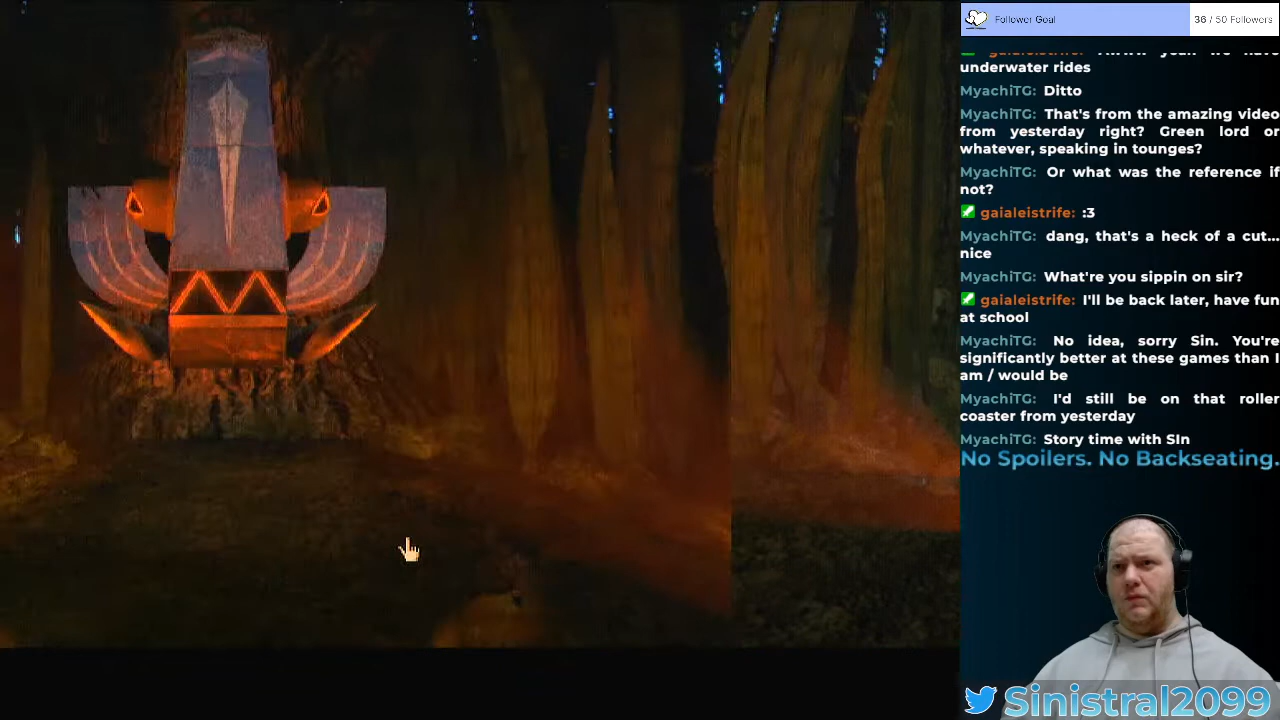 Follower Goal
36 / 50 Followers
gaialeistrife: yeah we have
underwater rides
MyachiTG: Ditto
MyachiTG: That's from the amazing video
from yesterday right? Green lord or
whatever, speaking in tounges?
MyachiTG: Or what was the reference if
not?
gaialeistrife: :3
MyachiTG: dang, that's a heck of a cut...
nice
MyachiTG: What're you sippin on sir?
gaialeistrife: I'll be back later, have fun
at school
MyachiTG: No idea, sorry Sin. You're
significantly better at these games than I
am / would be
MyachiTG: I'd still be on that roller
coaster from yesterday
MyachiTG: Story time with SIn
No Spoilers. No Backseating.
Sinistral2099